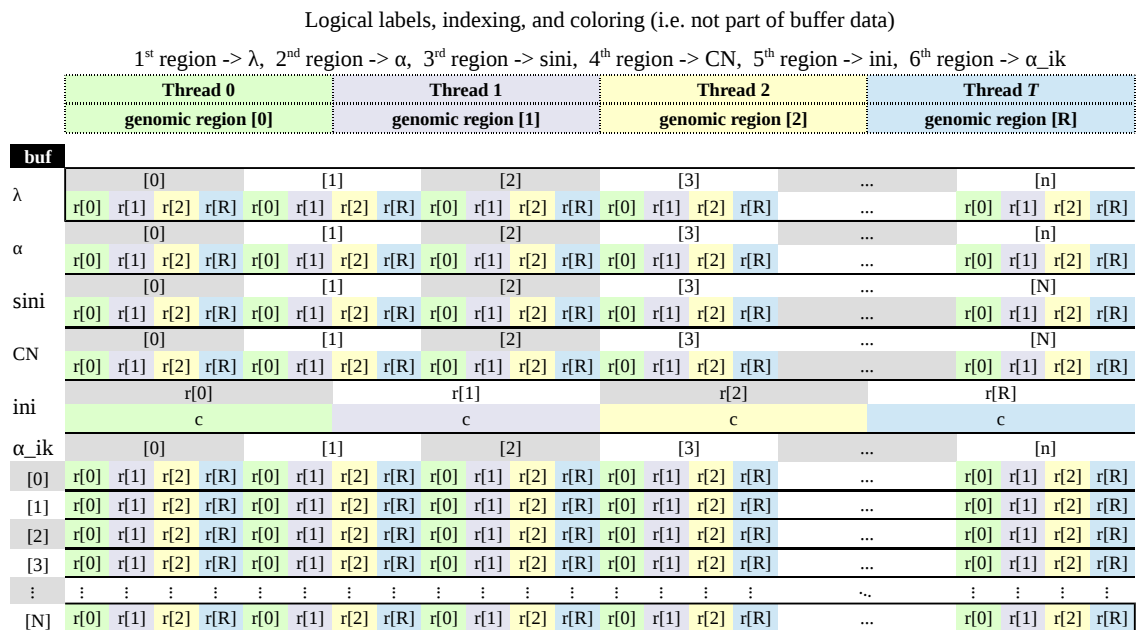 Logical labels, indexing, and coloring (i.e. not part of buffer data)
1st region -> λ, 2nd region -> α, 3rd region -> sini, 4th region -> CN, 5th region -> ini, 6th region -> α_ik
Thread 0 Thread 1 Thread 2 Thread T
genomic region [0] genomic region [1] genomic region [2] genomic region [R]
buf
[0] [1] [2] [3] ... [n]
λ
r[0] r[1] r[2] r[R] r[0] r[1] r[2] r[R] r[0] r[1] r[2] r[R] r[0] r[1] r[2] r[R] ... r[0] r[1] r[2] r[R]
[0] [1] [2] [3] ... [n]
α
r[0] r[1] r[2] r[R] r[0] r[1] r[2] r[R] r[0] r[1] r[2] r[R] r[0] r[1] r[2] r[R] ... r[0] r[1] r[2] r[R]
[0] [1] [2] [3] ... [N]
sini
r[0] r[1] r[2] r[R] r[0] r[1] r[2] r[R] r[0] r[1] r[2] r[R] r[0] r[1] r[2] r[R] ... r[0] r[1] r[2] r[R]
[0] [1] [2] [3] ... [N]
CN
r[0] r[1] r[2] r[R] r[0] r[1] r[2] r[R] r[0] r[1] r[2] r[R] r[0] r[1] r[2] r[R] ... r[0] r[1] r[2] r[R]
r[0] r[1] r[2] r[R]
ini
c c c c
α_ik [0] [1] [2] [3] ... [n]
[0] r[0] r[1] r[2] r[R] r[0] r[1] r[2] r[R] r[0] r[1] r[2] r[R] r[0] r[1] r[2] r[R] ... r[0] r[1] r[2] r[R]
[1] r[0] r[1] r[2] r[R] r[0] r[1] r[2] r[R] r[0] r[1] r[2] r[R] r[0] r[1] r[2] r[R] ... r[0] r[1] r[2] r[R]
[2] r[0] r[1] r[2] r[R] r[0] r[1] r[2] r[R] r[0] r[1] r[2] r[R] r[0] r[1] r[2] r[R] ... r[0] r[1] r[2] r[R]
[3] r[0] r[1] r[2] r[R] r[0] r[1] r[2] r[R] r[0] r[1] r[2] r[R] r[0] r[1] r[2] r[R] ... r[0] r[1] r[2] r[R]
⋮ ⋮ ⋮ ⋮ ⋮ ⋮ ⋮ ⋮ ⋮ ⋮ ⋮ ⋮ ⋮ ⋮ ⋮ ⋮ ⋮ ⋱ ⋮ ⋮ ⋮ ⋮
[N] r[0] r[1] r[2] r[R] r[0] r[1] r[2] r[R] r[0] r[1] r[2] r[R] r[0] r[1] r[2] r[R] ... r[0] r[1] r[2] r[R]